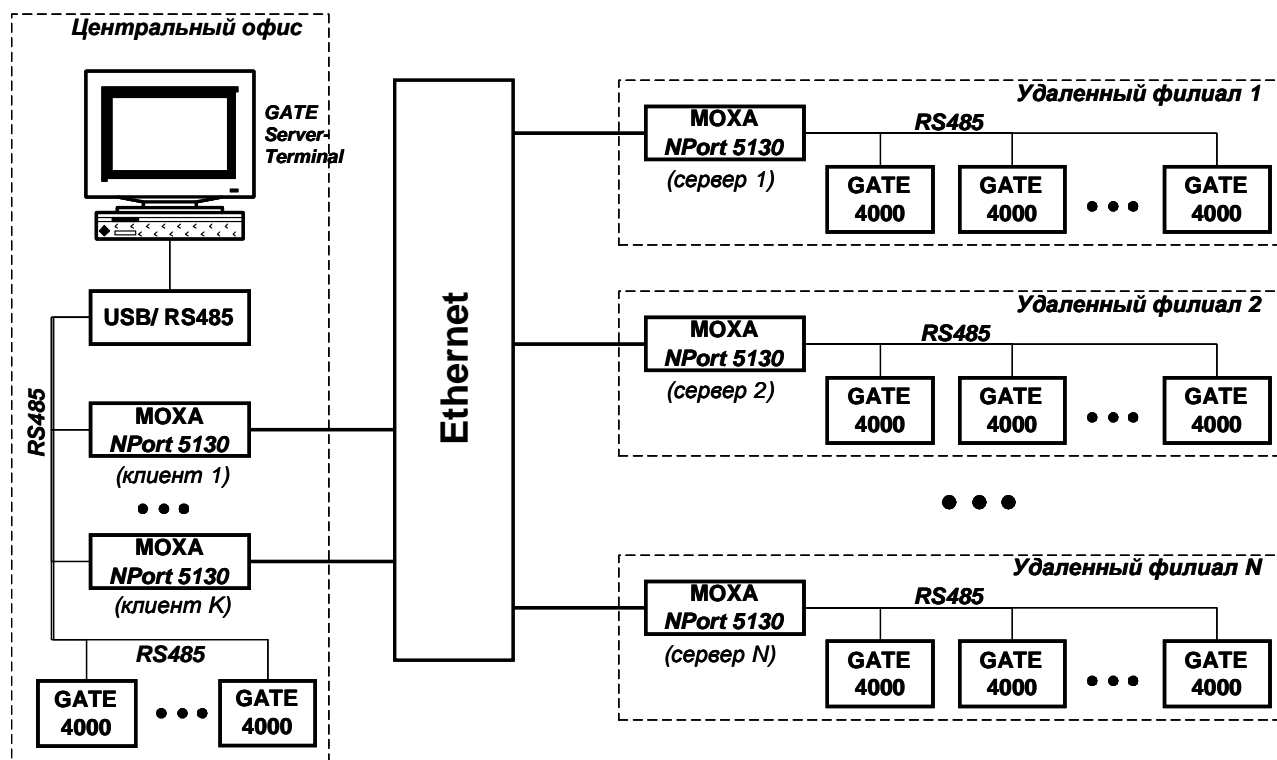 Центральный офис
GATE
Server-
Terminal
USB/ RS485
RS485
MOXA
NPort 5130
(клиент 1)
MOXA
NPort 5130
(клиент K)
RS485
GATE
4000
GATE
4000
Ethernet
Удаленный филиал 1
MOXA
NPort 5130
(сервер 1)
RS485
GATE
4000
GATE
4000
GATE
4000
Удаленный филиал 2
MOXA
NPort 5130
(сервер 2)
RS485
GATE
4000
GATE
4000
GATE
4000
Удаленный филиал N
MOXA
NPort 5130
(сервер N)
RS485
GATE
4000
GATE
4000
GATE
4000